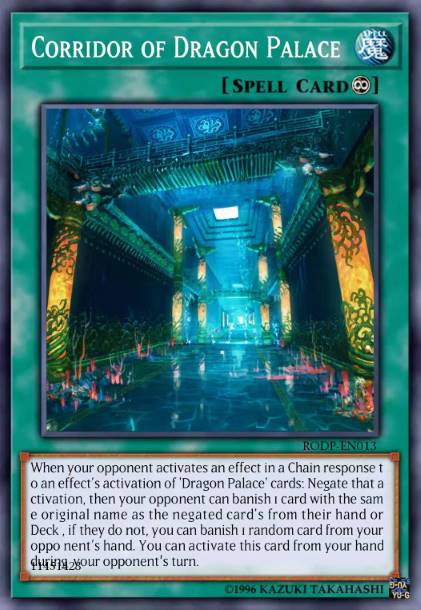 CORRIDOR OF DRAGON PALACE
SPELL
魔
[SPELL CARD]
RODP-EN013
When your opponent activates an effect in a Chain response t
o an effect's activation of 'Dragon Palace' cards: Negate that a
ctivation, then your opponent can banish 1 card with the sam
e original name as the negated card's from their hand or
Deck , if they do not, you can banish 1 random card from your
oppo nent's hand. You can activate this card from your hand
during your opponent's turn.
©1996 KAZUKI TAKAHASHI